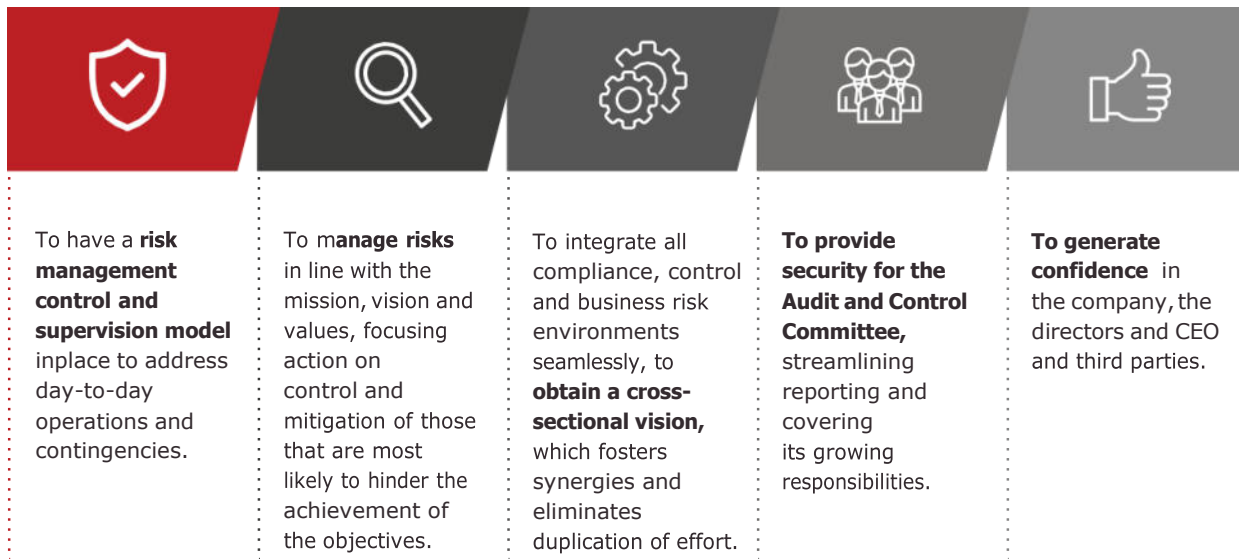 To have a risk
management
control and
supervision model
inplace to address
day-to-day
operations and
contingencies.
To manage risks
in line with the
mission, vision and
values, focusing
action on
control and
mitigation of those
that are most
likely to hinder the
achievement of
the objectives.
To integrate all
compliance, control
and business risk
environments
seamlessly, to
obtain a cross-
sectional vision,
which fosters
synergies and
eliminates
duplication of effort.
To provide
security for the
Audit and Control
Committee,
streamlining
reporting and
covering
its growing
responsibilities.
To generate
confidence in
the company, the
directors and CEO
and third parties.